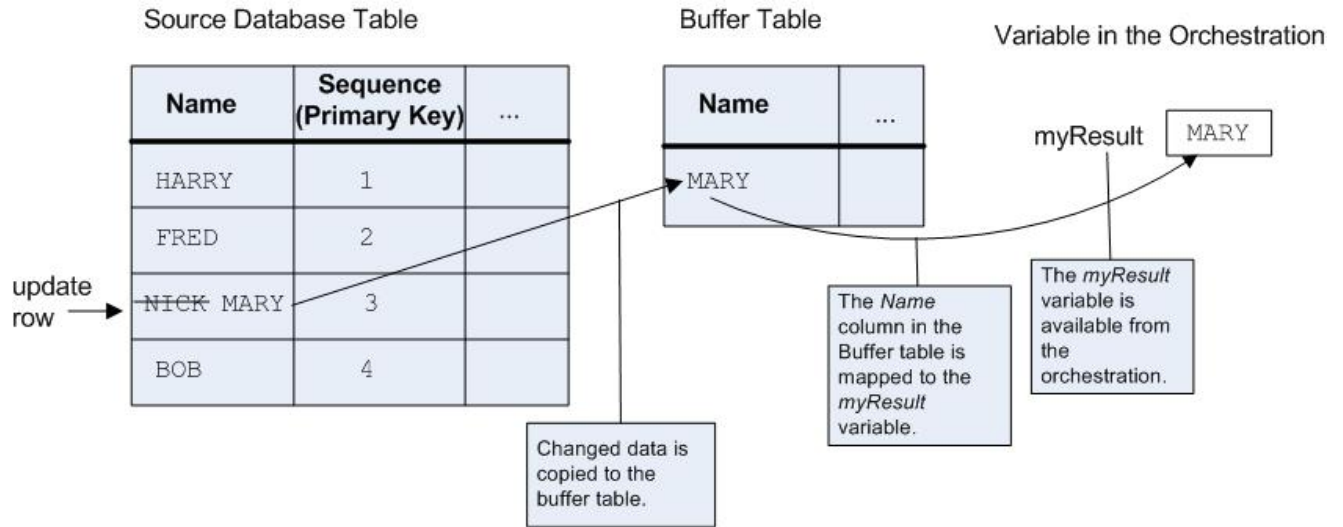 Source Database Table
Buffer Table
Variable in the Orchestration
Name
Sequence
(Primary Key)
...
HARRY 1
FRED 2
update
row
NICK MARY 3
BOB 4
Name
...
MARY
myResult
MARY
Changed data is
copied to the
buffer table.
The Name
column in the
Buffer table is
mapped to the
myResult
variable.
The myResult
variable is
available from
the
orchestration.